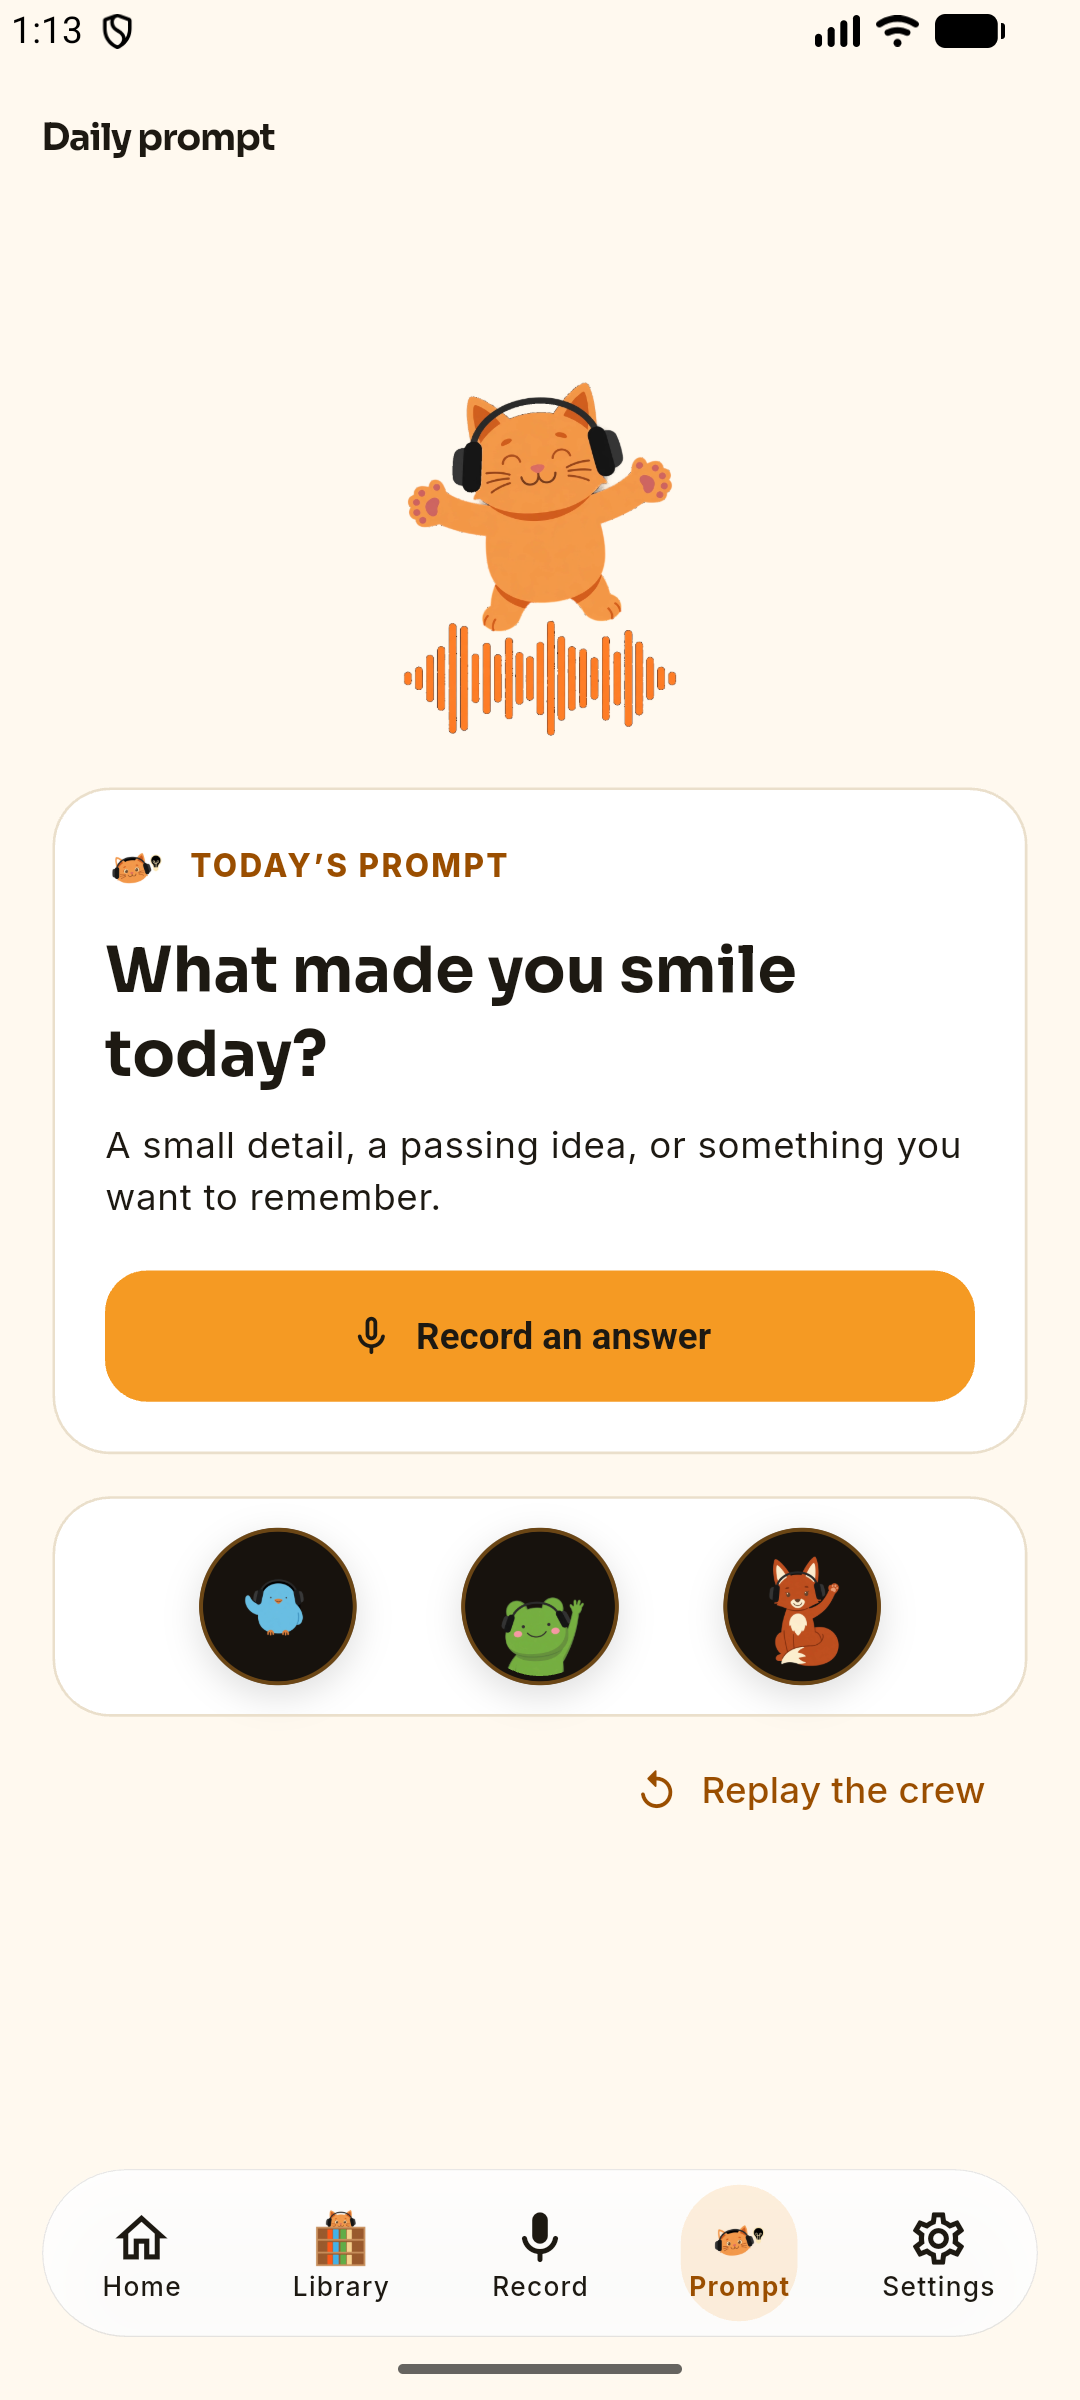 1:13
Daily prompt
TODAY’S PROMPT
What made you smile
today?
A small detail, a passing idea, or something you
want to remember.
Record an answer
Replay the crew
Home
Library
Record
Prompt
Settings